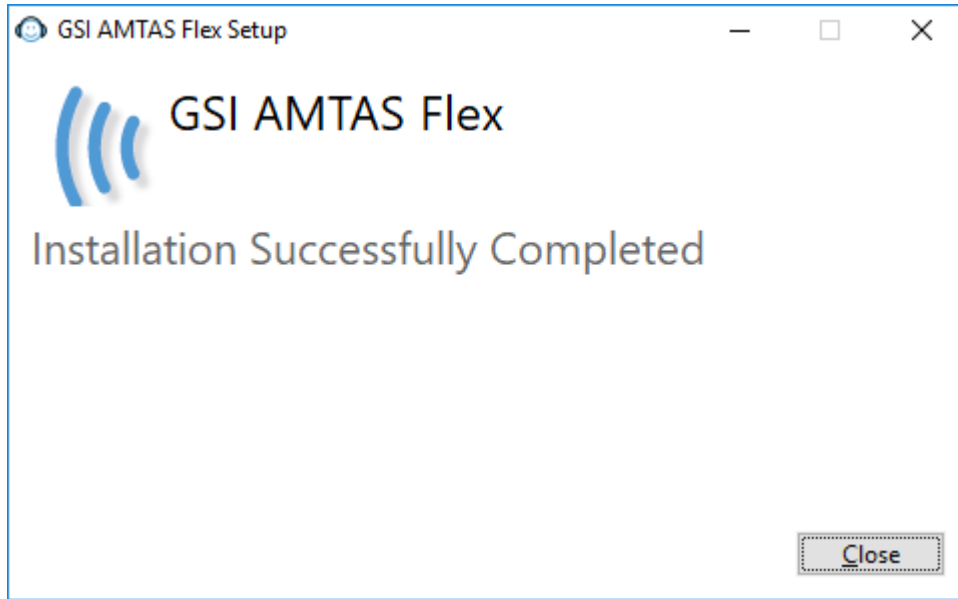 GSI AMTAS Flex Setup
GSI AMTAS Flex
Installation Successfully Completed
Close